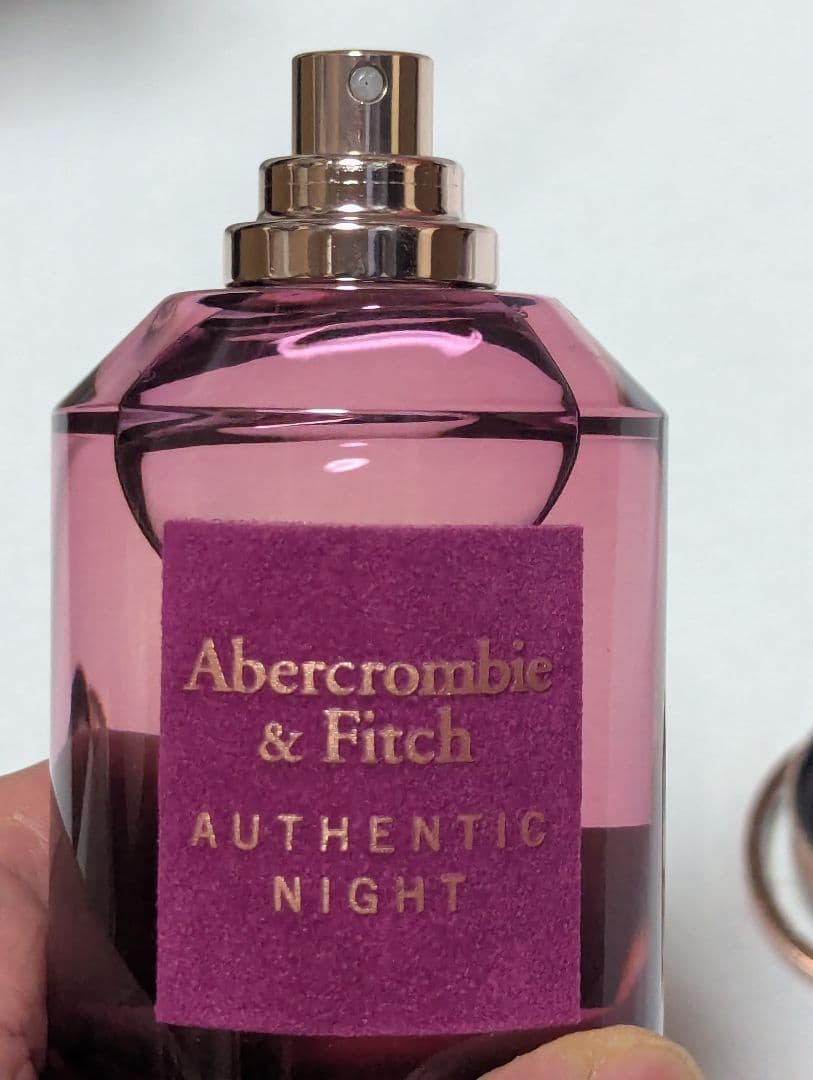 Abercrombie
& Fitch
AUTHENTIC
NIGHT